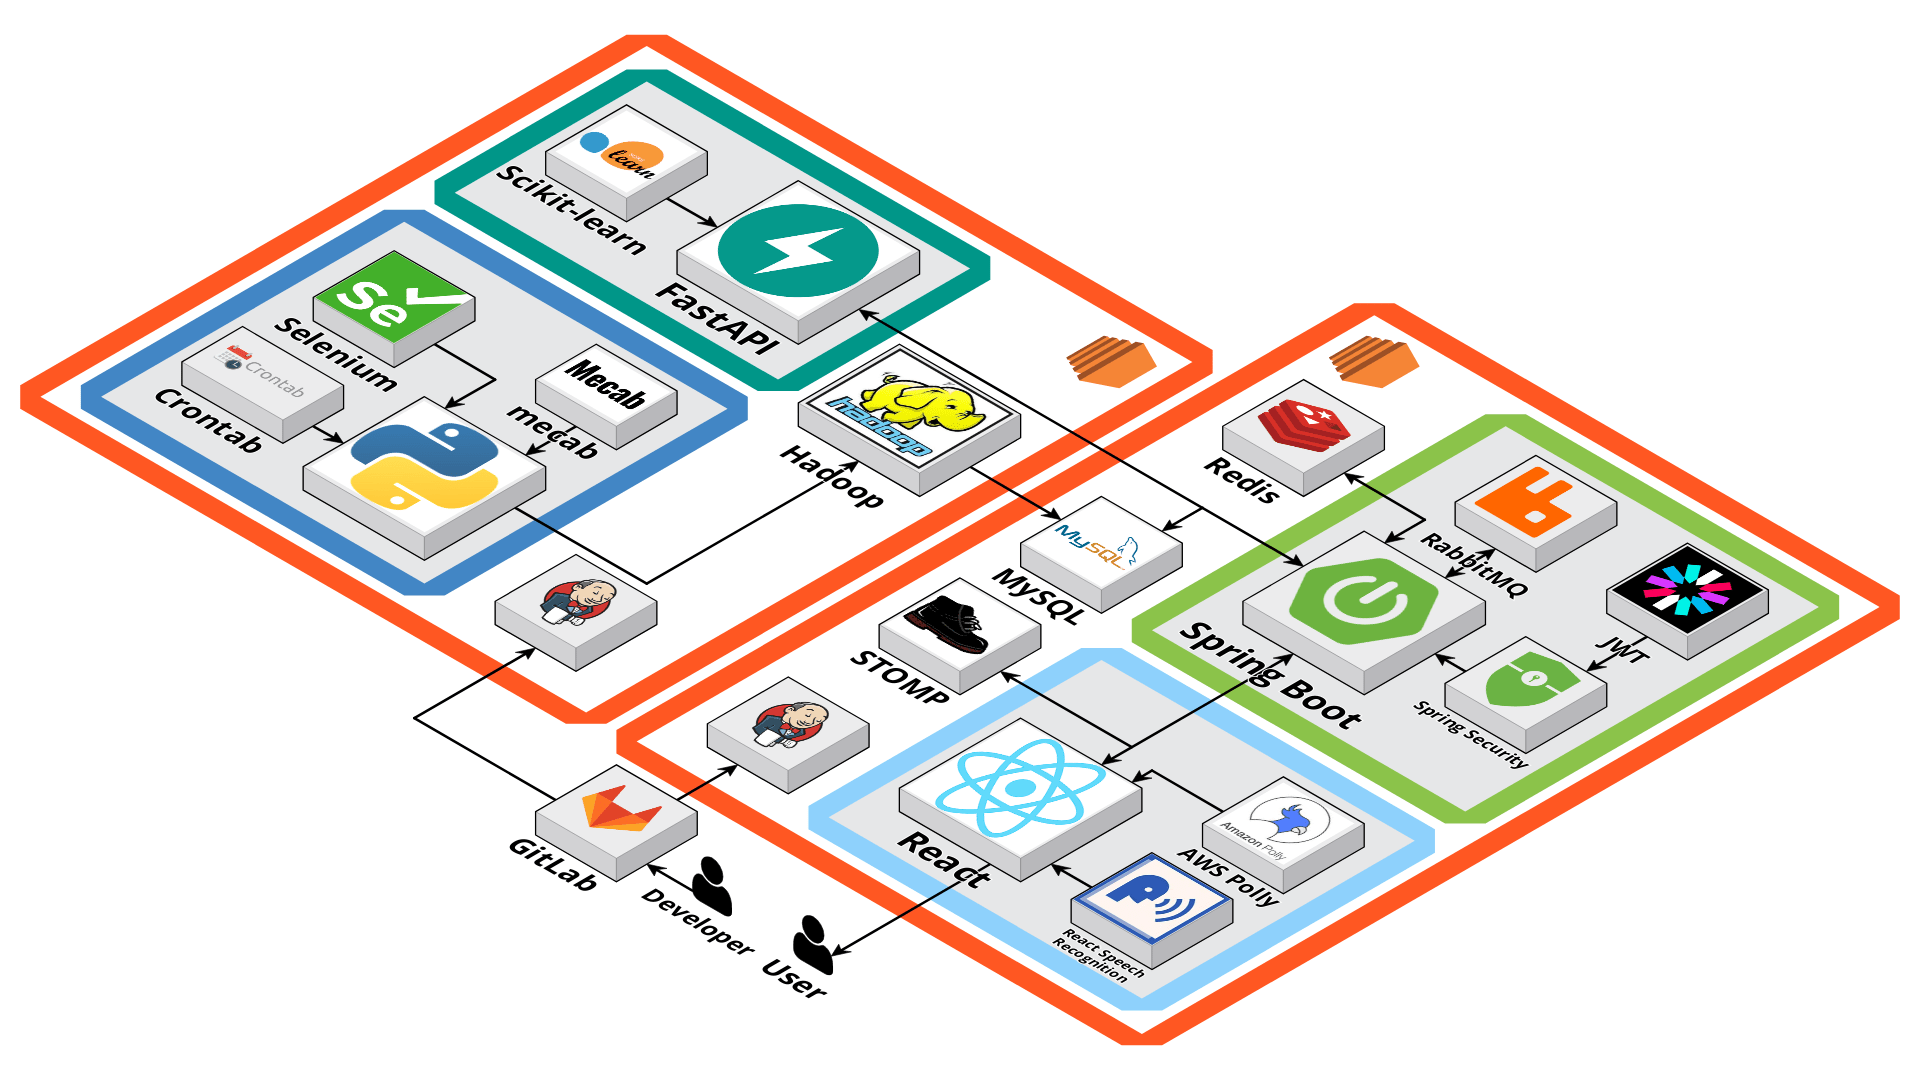 learn
Scikit-learn
FastAPI
Se
Selenium
Crontab
Crontab
Mecab
mecab
hadoop
Hadoop
MySQL
MySQL
Redis
RabbitMQ
JWT
Spring Security
Spring Boot
STOMP
React
Amazon Polly
AWS Polly
React Speech
Recognition
GitLab
Developer
User